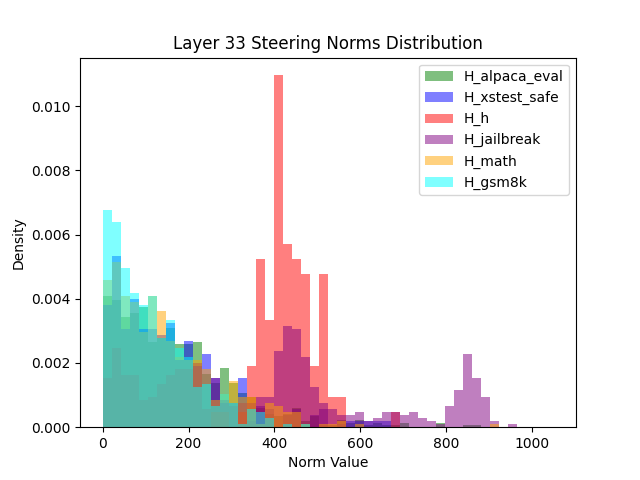 Layer 33 Steering Norms Distribution
H_alpaca_eval
H_xstest_safe
H_h
H_jailbreak
H_math
H_gsm8k
0.010
0.008
0.006
0.004
0.002
0.000
Density
0 200 400 600 800 1000
Norm Value